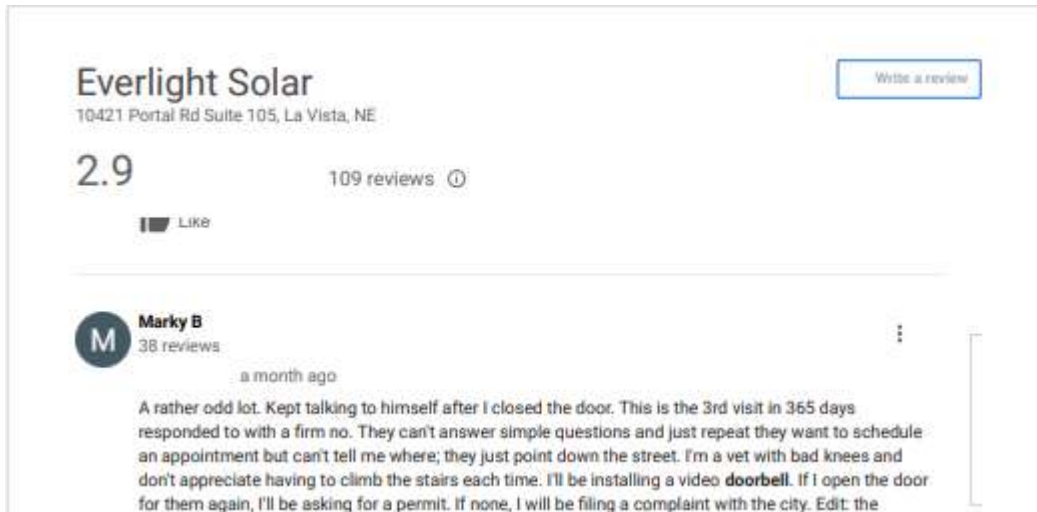 Everlight Solar
Write a review
10421 Portal Rd Suite 105, La Vista, NE
2.9
109 reviews
Like
M
Marky B
38 reviews
a month ago
A rather odd lot. Kept talking to himself after I closed the door. This is the 3rd visit in 365 days
responded to with a firm no. They can't answer simple questions and just repeat they want to schedule
an appointment but can't tell me where; they just point down the street. I'm a vet with bad knees and
don't appreciate having to climb the stairs each time. I'll be installing a video doorbell. If I open the door
for them again, I'll be asking for a permit. If none, I will be filing a complaint with the city. Edit: the